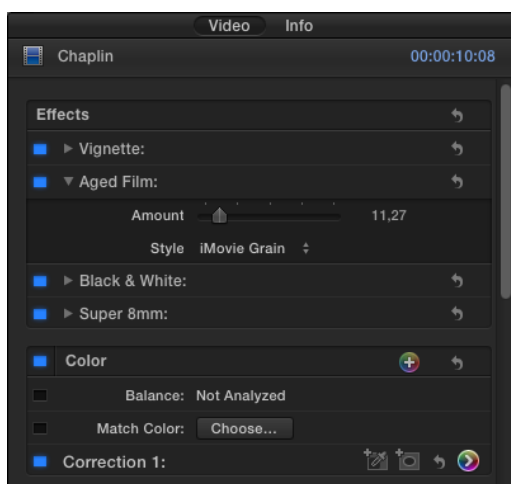 Video Info
Chaplin 00:00:10:08
Effects
Vignette:
Aged Film:
Amount 11,27
Style iMovie Grain
Black & White:
Super 8mm:
Color
Balance: Not Analyzed
Match Color: Choose...
Correction 1: